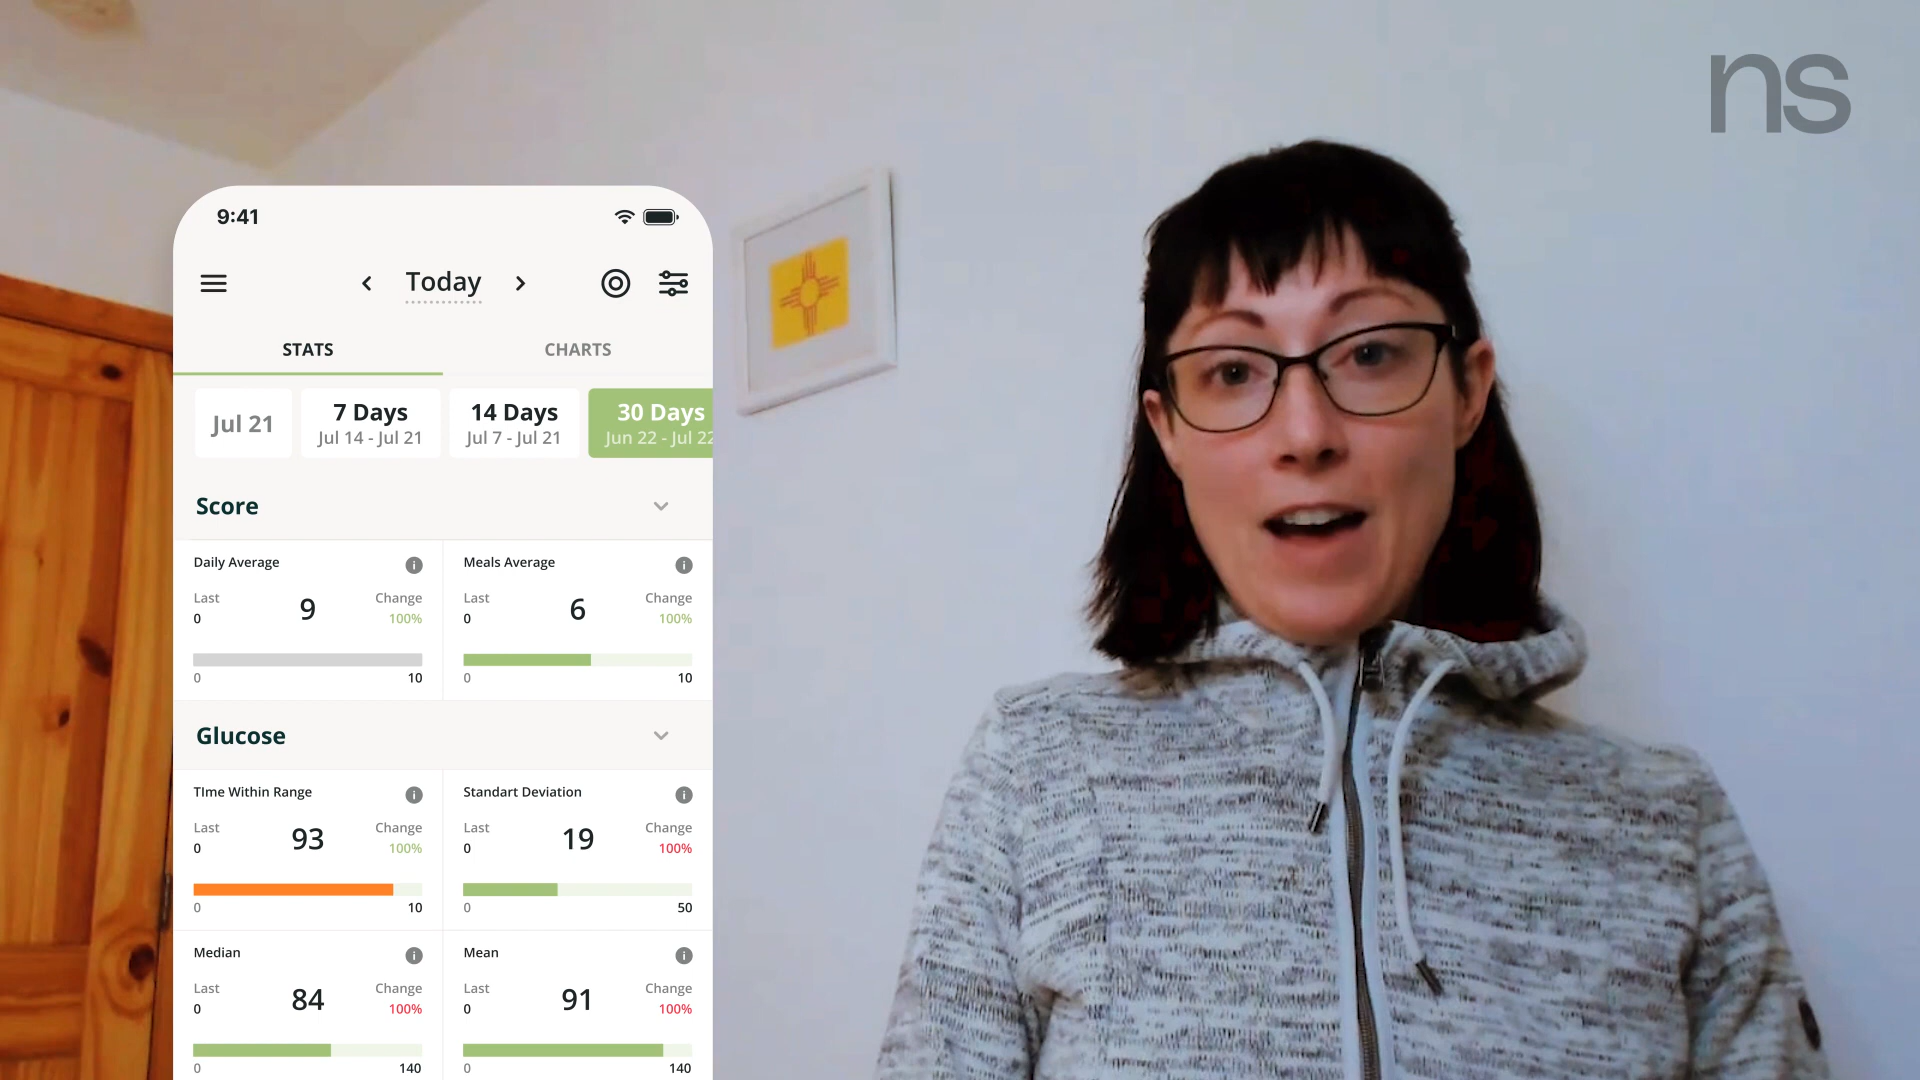 ns
9:41
Today
STATS CHARTS
Jul 21
7 Days
Jul 14 - Jul 21
14 Days
Jul 7 - Jul 21
30 Days
Jun 22 - Jul 22
Score
Daily Average
Last 9 Change
0 100%
0 10
Meals Average
Last 6 Change
0 100%
0 10
Glucose
TIme Within Range
Last 93 Change
0 100%
0 10
Standart Deviation
Last 19 Change
0 100%
0 50
Median
Last 84 Change
0 100%
0 140
Mean
Last 91 Change
0 100%
0 140